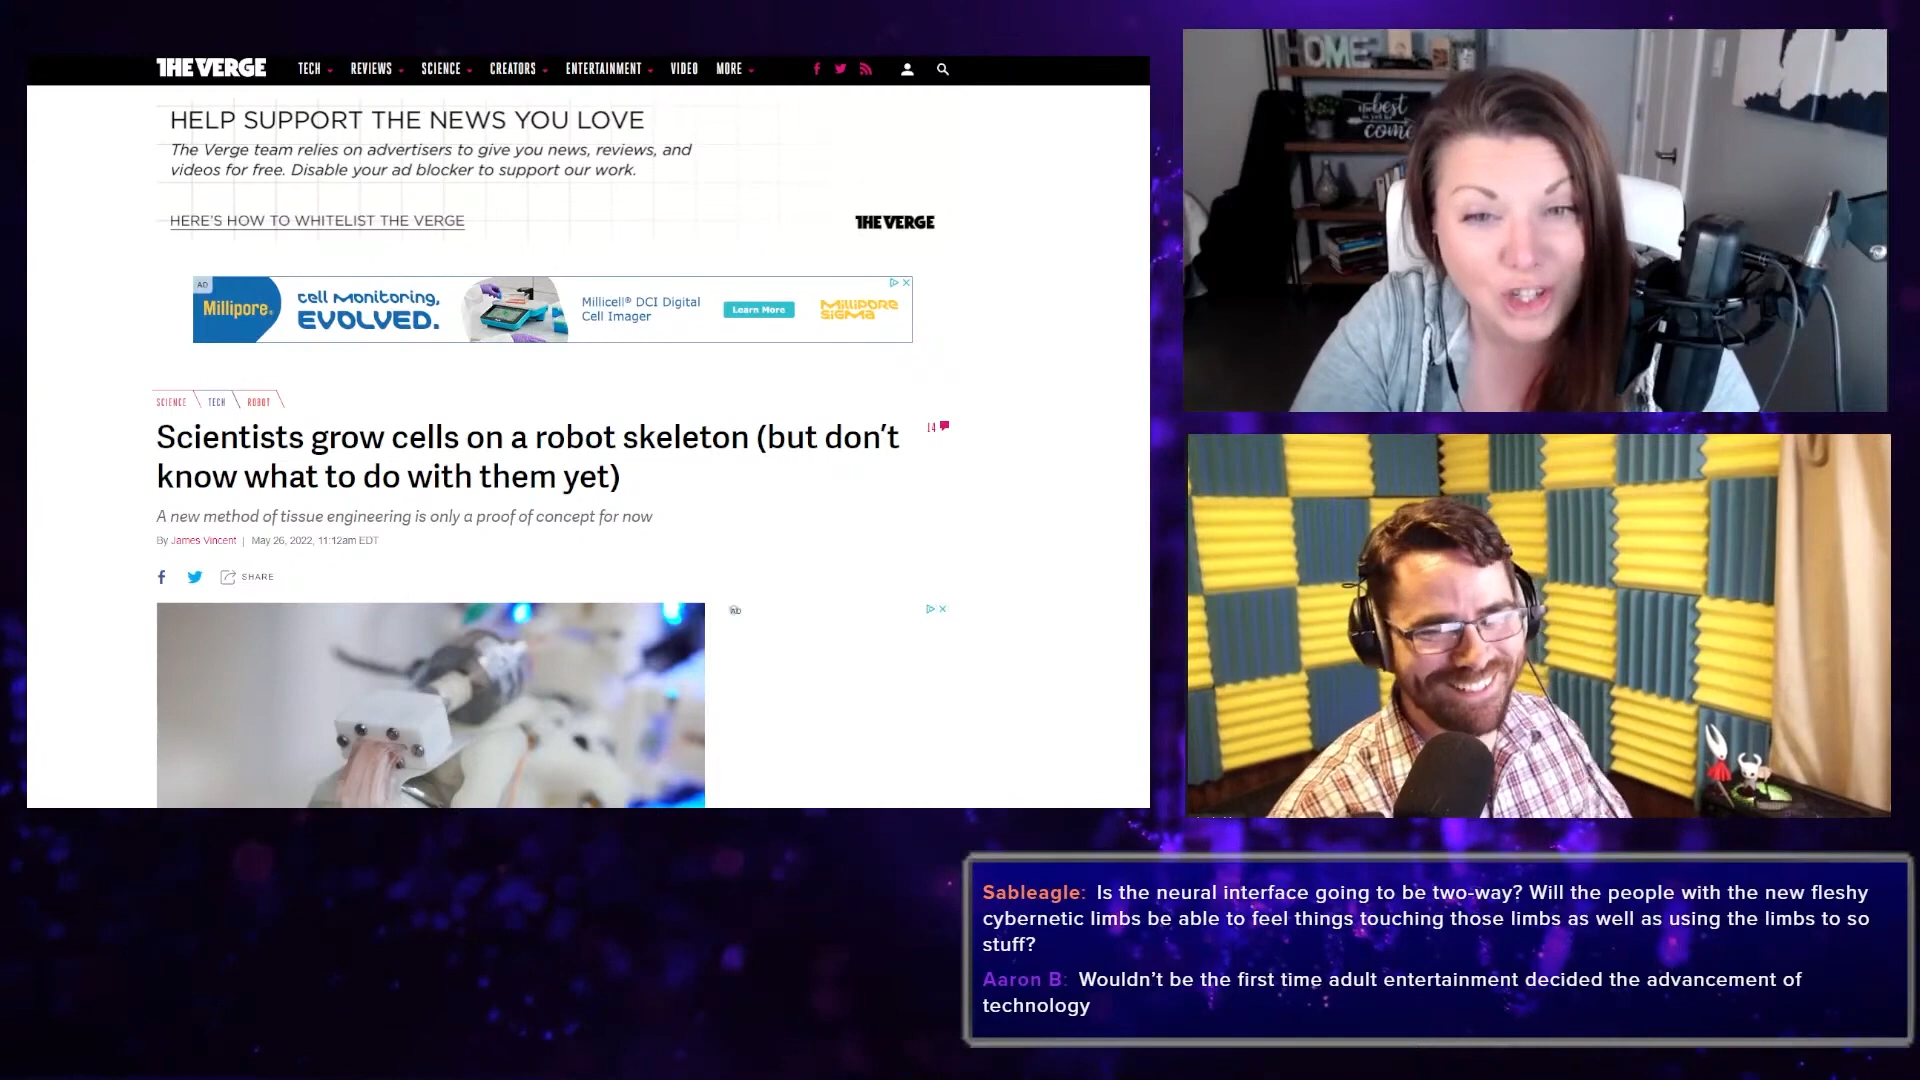 THE VERGE
TECH REVIEWS SCIENCE CREATORS ENTERTAINMENT VIDEO MORE
HELP SUPPORT THE NEWS YOU LOVE
The Verge team relies on advertisers to give you news, reviews, and
videos for free. Disable your ad blocker to support our work.
HERE'S HOW TO WHITELIST THE VERGE
THE VERGE
AD
Millipore.
cell monitoring,
EVOLVED.
Millicell® DCI Digital
Cell Imager
Learn More
MILLIPORE
SIGMA
SCIENCE TECH ROBOT
Scientists grow cells on a robot skeleton (but don't
know what to do with them yet)
14
A new method of tissue engineering is only a proof of concept for now
By James Vincent | May 26, 2022, 11:12am EDT
SHARE
AD
HOME
best
come
Sableagle: Is the neural interface going to be two-way? Will the people with the new fleshy
cybernetic limbs be able to feel things touching those limbs as well as using the limbs to so
stuff?
Aaron B: Wouldn't be the first time adult entertainment decided the advancement of
technology